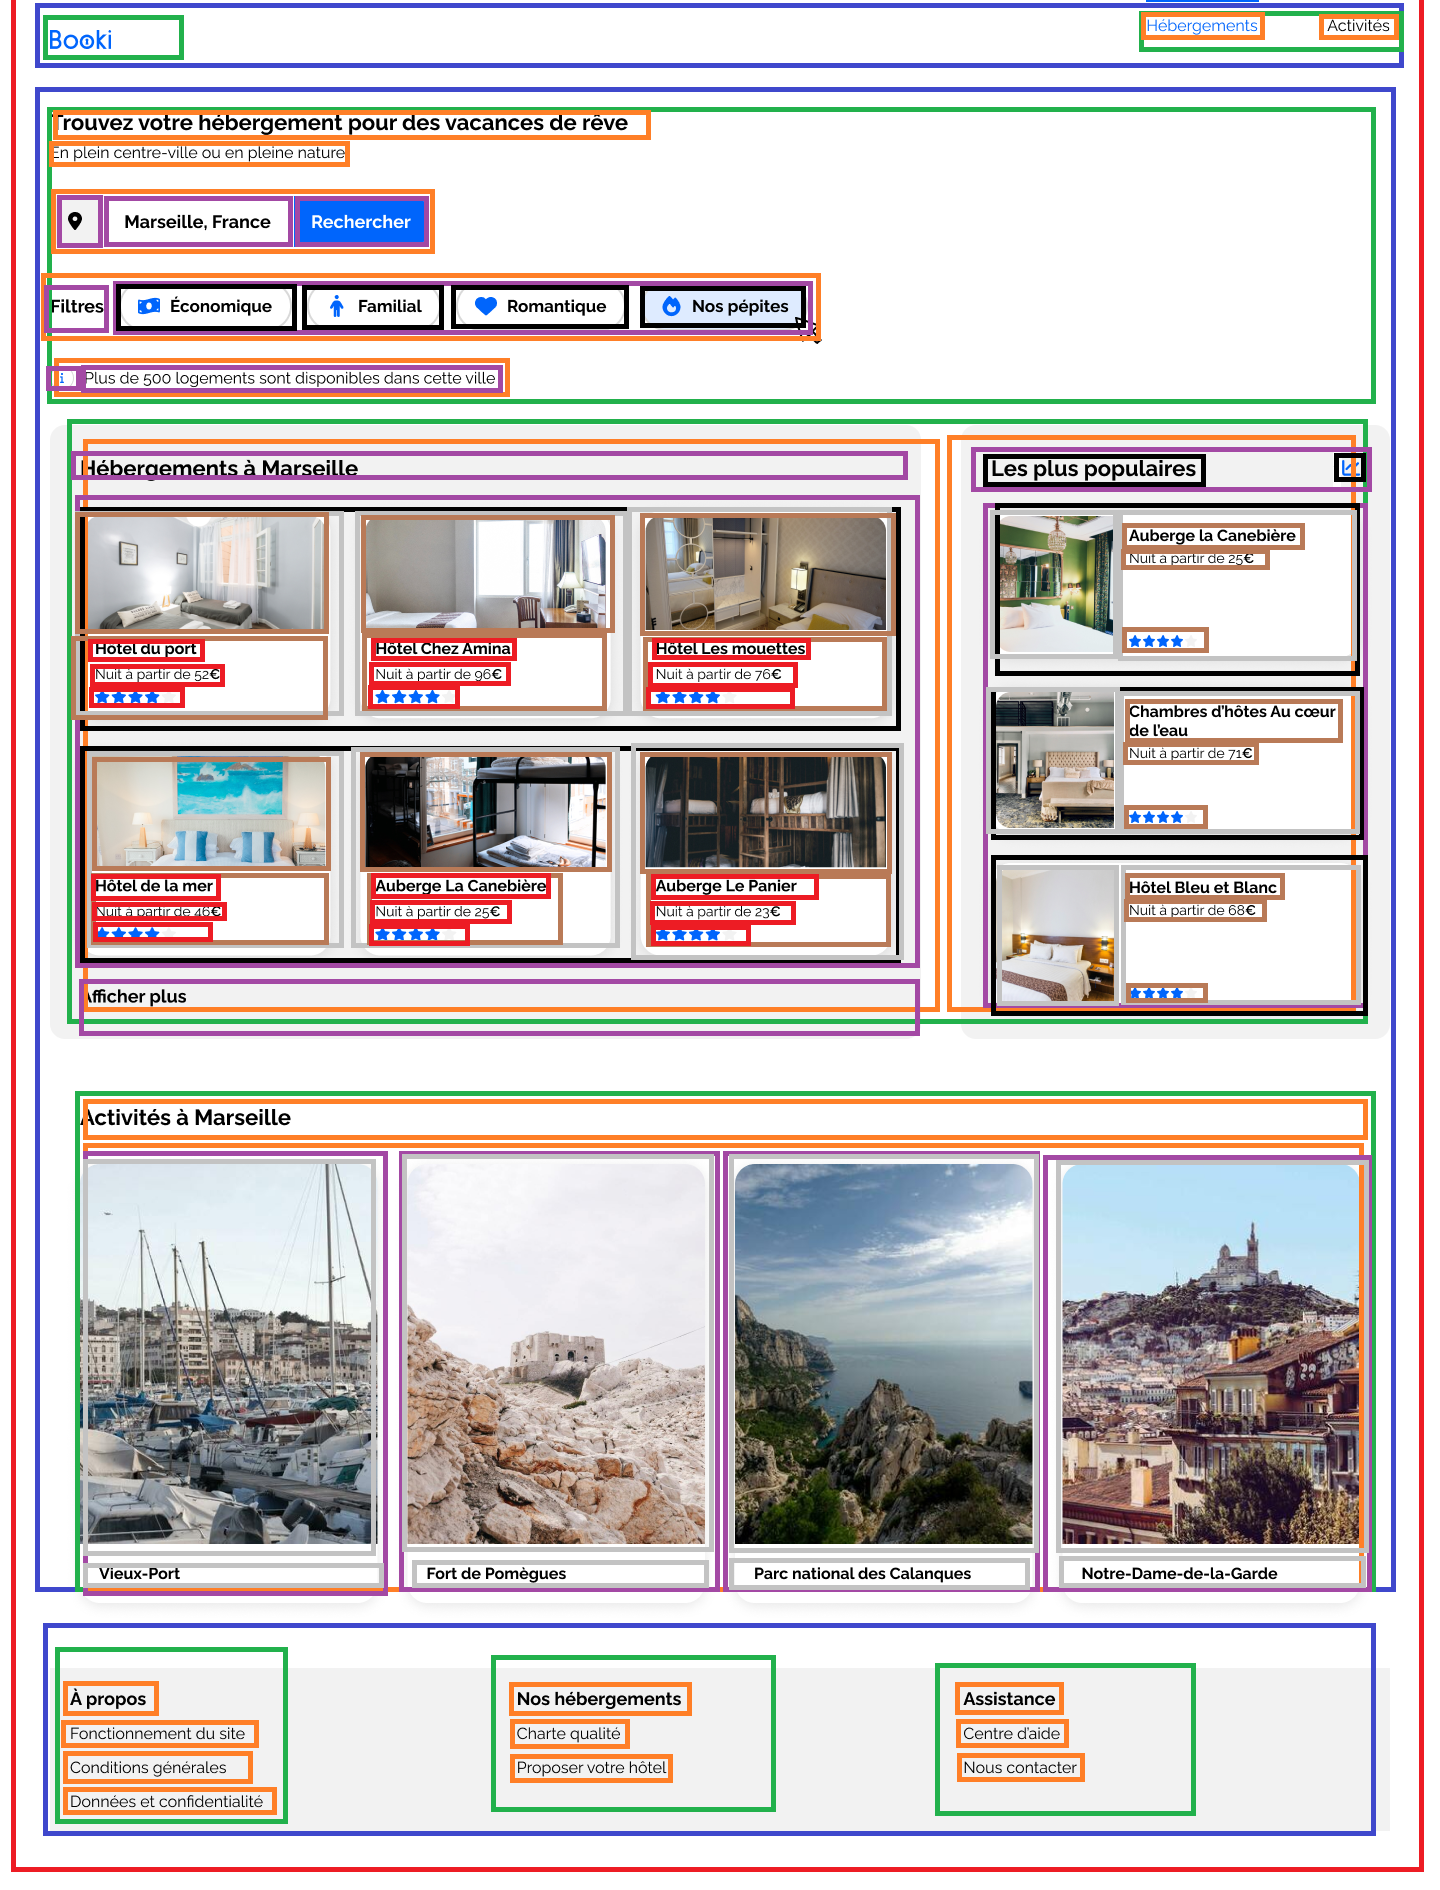 Booki
Hébergements
Activités
Trouvez votre hébergement pour des vacances de rêve
En plein centre-ville ou en pleine nature
Marseille, France
Rechercher
Filtres
Économique
Familial
Romantique
Nos pépites
Plus de 500 logements sont disponibles dans cette ville
Hébergements à Marseille
Hôtel du port
Nuit à partir de 52€
Hôtel Chez Amina
Nuit à partir de 96€
Hôtel Les mouettes
Nuit à partir de 76€
Hôtel de la mer
Nuit à partir de 46€
Auberge La Canebière
Nuit à partir de 25€
Auberge Le Panier
Nuit à partir de 23€
Afficher plus
Les plus populaires
Auberge la Canebière
Nuit à partir de 25€
Chambres d'hôtes Au cœur
de l'eau
Nuit à partir de 71€
Hôtel Bleu et Blanc
Nuit à partir de 68€
Activités à Marseille
Vieux-Port
Fort de Pomègues
Parc national des Calanques
Notre-Dame-de-la-Garde
À propos
Fonctionnement du site
Conditions générales
Données et confidentialité
Nos hébergements
Charte qualité
Proposer votre hôtel
Assistance
Centre d'aide
Nous contacter